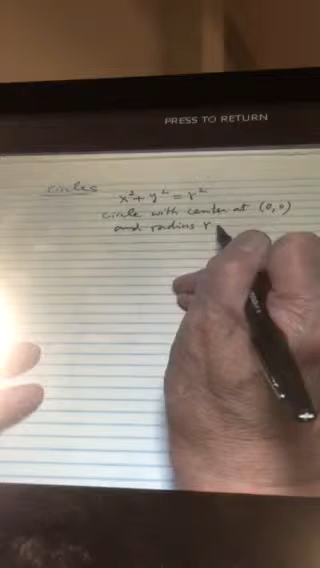 PRESS TO RETURN
Circles
x² + y² = r²
circle with center at (0,0)
and radius r